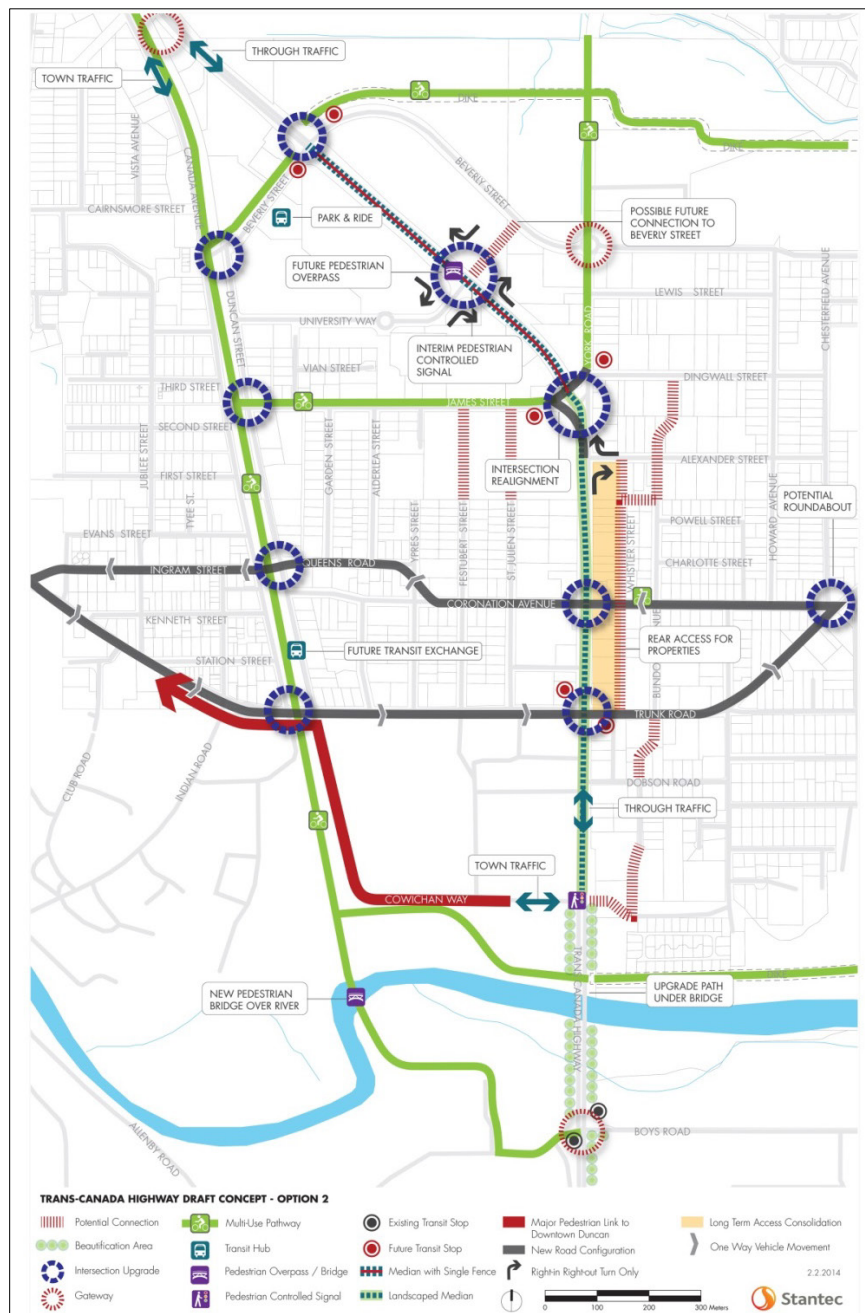 THROUGH TRAFFIC
TOWN TRAFFIC
DIKE
DIKE
VISTA AVENUE
CANADA AVENUE
BEVERLY STREET
BEVERLY STREET
CAIRNSMORE STREET
PARK & RIDE
POSSIBLE FUTURE
CONNECTION TO
BEVERLY STREET
CHESTERFIELD AVENUE
FUTURE PEDESTRIAN
OVERPASS
LEWIS STREET
DUNCAN STREET
UNIVERSITY WAY
INTERIM PEDESTRIAN
CONTROLLED
SIGNAL
YORK ROAD
VIAN STREET
DINGWALL STREET
THIRD STREET
JAMES STREET
SECOND STREET
JUBILEE STREET
GARDEN STREET
ALDERLEA STREET
INTERSECTION
REALIGNMENT
ALEXANDER STREET
FIRST STREET
TYEE ST.
POTENTIAL
ROUNDABOUT
HOWARD AVENUE
POWELL STREET
EVANS STREET
YPRES STREET
FESTUBERT STREET
ST. JULIEN STREET
WHISTLER STREET
CHARLOTTE STREET
INGRAM STREET
QUEENS ROAD
CORONATION AVENUE
KENNETH STREET
REAR ACCESS FOR
PROPERTIES
STATION STREET
FUTURE TRANSIT EXCHANGE
TRUNK ROAD
CLUB ROAD
INDIAN ROAD
DOBSON ROAD
THROUGH TRAFFIC
TOWN TRAFFIC
COWICHAN WAY
DIKE
NEW PEDESTRIAN
BRIDGE OVER RIVER
UPGRADE PATH
UNDER BRIDGE
TRANS-CANADA HIGHWAY
ALLENBY ROAD
BOYS ROAD
TRANS-CANADA HIGHWAY DRAFT CONCEPT - OPTION 2
Potential Connection
Multi-Use Pathway
Existing Transit Stop
Major Pedestrian Link to
Downtown Duncan
Long Term Access Consolidation
Beautification Area
Transit Hub
Future Transit Stop
New Road Configuration
One Way Vehicle Movement
Intersection Upgrade
Pedestrian Overpass / Bridge
Median with Single Fence
Right-in Right-out Turn Only
2.2.2014
Gateway
Pedestrian Controlled Signal
Landscaped Median
0 100 200 300 Meters
Stantec